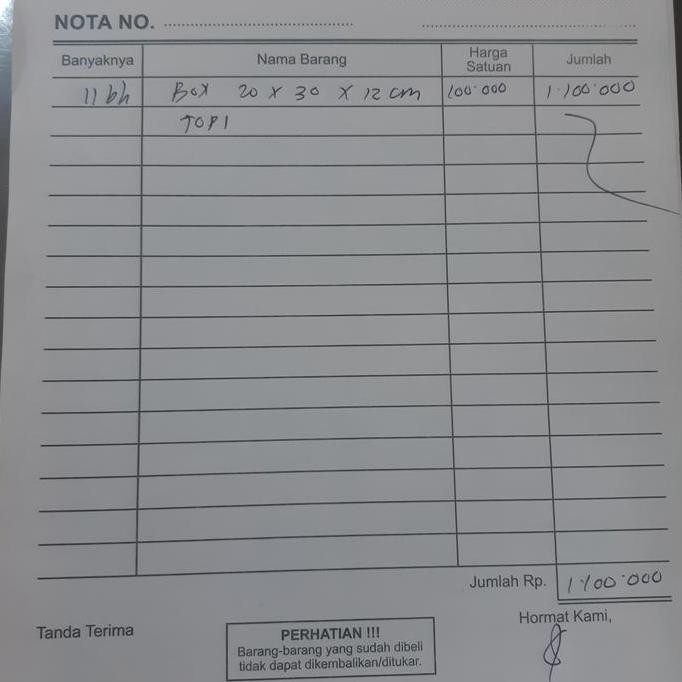 NOTA NO.
Banyaknya Nama Barang Harga Satuan Jumlah
11 bh BOX 20 X 30 X 12 cm 100.000 1.100.000
TOPI
Jumlah Rp. 1.100.000
Tanda Terima
Hormat Kami,
PERHATIAN !!!
Barang-barang yang sudah dibeli
tidak dapat dikembalikan/ditukar.